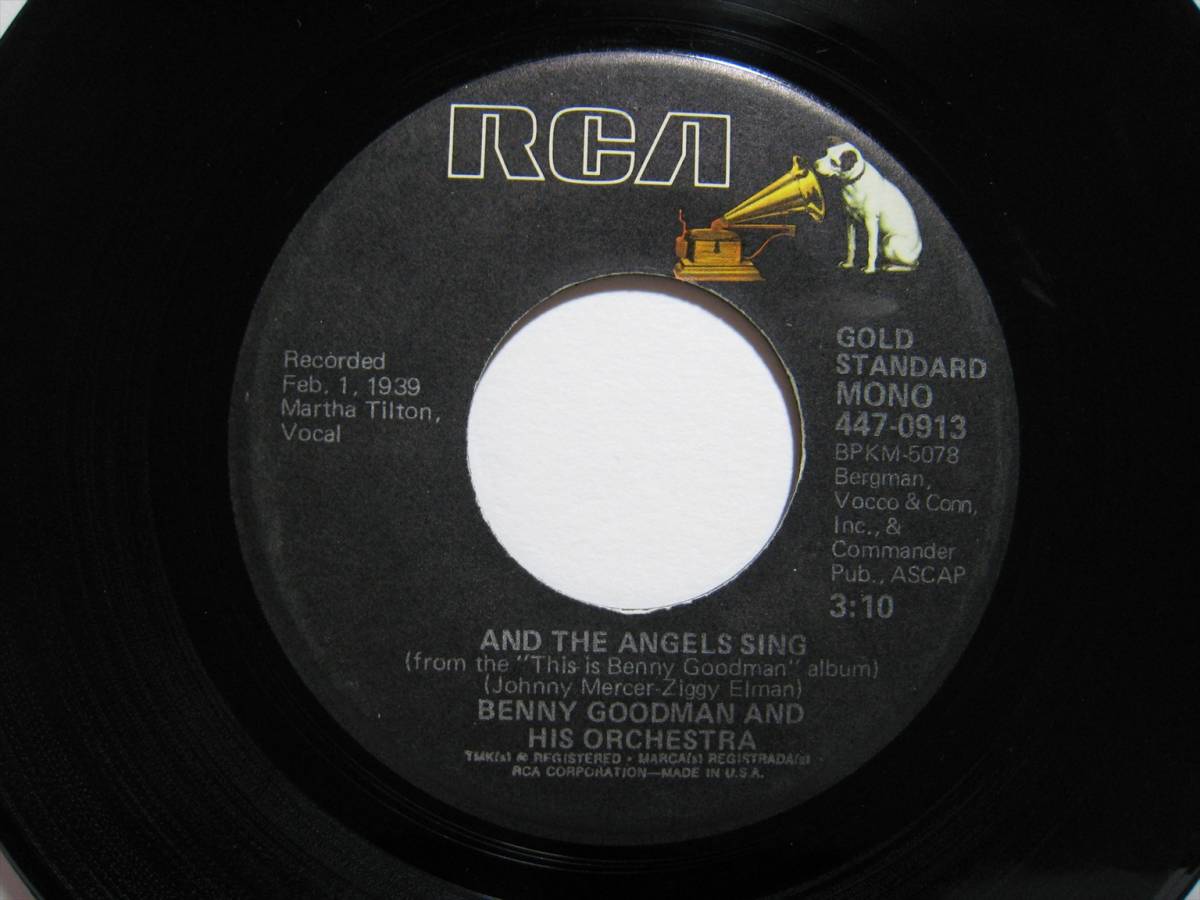 RCA
Recorded
Feb. 1, 1939
Martha Tilton,
Vocal
GOLD
STANDARD
MONO
447-0913
BPKM-5078
Bergman,
Vocco & Conn,
Inc., &
Commander
Pub., ASCAP
3:10
AND THE ANGELS SING
(from the "This is Benny Goodman" album)
(Johnny Mercer-Ziggy Elman)
BENNY GOODMAN AND
HIS ORCHESTRA
TMK(s) ® REGISTERED • MARCA(s) REGISTRADA(s)
RCA CORPORATION—MADE IN U.S.A.